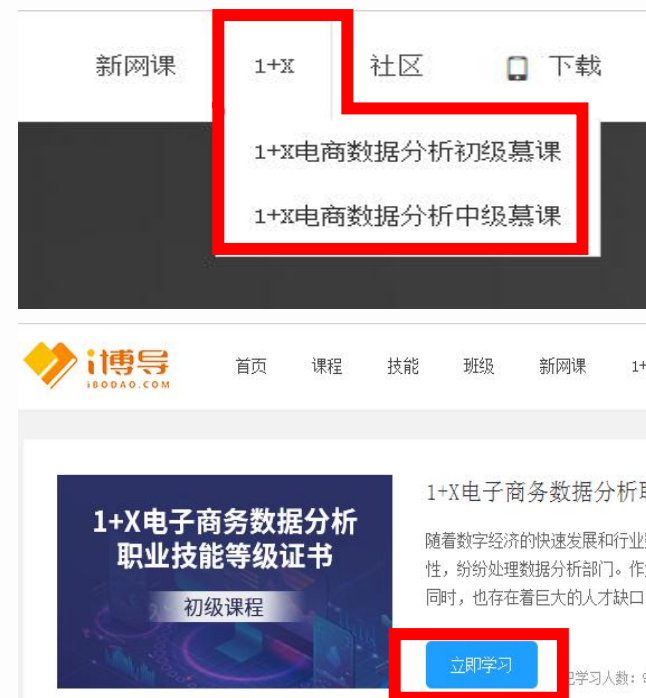 新网课 1+X 社区 下载
1+X电商数据分析初级慕课
1+X电商数据分析中级慕课
i博导
iBODAO.COM
首页 课程 技能 班级 新网课 1+
1+X电子商务数据分析
职业技能等级证书
初级课程
1+X电子商务数据分析
随着数字经济的快速发展和行业
性，纷纷处理数据分析部门。作
同时，也存在着巨大的人才缺口
立即学习
学习人数：